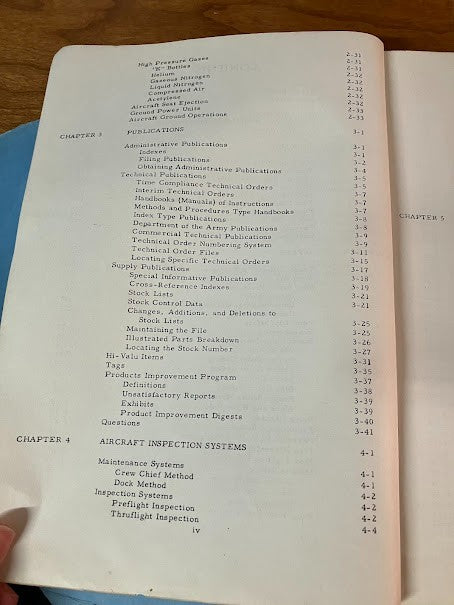 High Pressure Gases 2-31
"K" Bottles 2-31
Helium 2-31
Gaseous Nitrogen 2-32
Liquid Nitrogen 2-32
Compressed Air 2-32
Acetylene 2-32
Aircraft Seat Ejection 2-32
Ground Power Units 2-33
Aircraft Ground Operations 2-33
CHAPTER 3 PUBLICATIONS 3-1
Administrative Publications 3-1
Indexes 3-1
Filing Publications 3-2
Obtaining Administrative Publications 3-4
Technical Publications 3-5
Time Compliance Technical Orders 3-5
Interim Technical Orders 3-7
Handbooks (Manuals) of Instructions 3-7
Methods and Procedures Type Handbooks 3-7
Index Type Publications 3-8
Department of the Army Publications 3-8
Commercial Technical Publications 3-9
Technical Order Numbering System 3-9
Technical Order Files 3-11
Locating Specific Technical Orders 3-15
Supply Publications 3-17
Special Informative Publications 3-18
Cross-Reference Indexes 3-19
Stock Lists 3-21
Stock Control Data 3-21
Changes, Additions, and Deletions to
Stock Lists 3-25
Maintaining the File 3-25
Illustrated Parts Breakdown 3-26
Locating the Stock Number 3-27
Hi-Valu Items 3-31
Tags 3-35
Products Improvement Program 3-37
Definitions 3-38
Unsatisfactory Reports 3-39
Exhibits 3-39
Product Improvement Digests 3-40
Questions 3-41
CHAPTER 4 AIRCRAFT INSPECTION SYSTEMS 4-1
Maintenance Systems 4-1
Crew Chief Method 4-1
Dock Method 4-2
Inspection Systems 4-2
Preflight Inspection 4-2
Thruflight Inspection 4-4
iv
CHAPTER 5